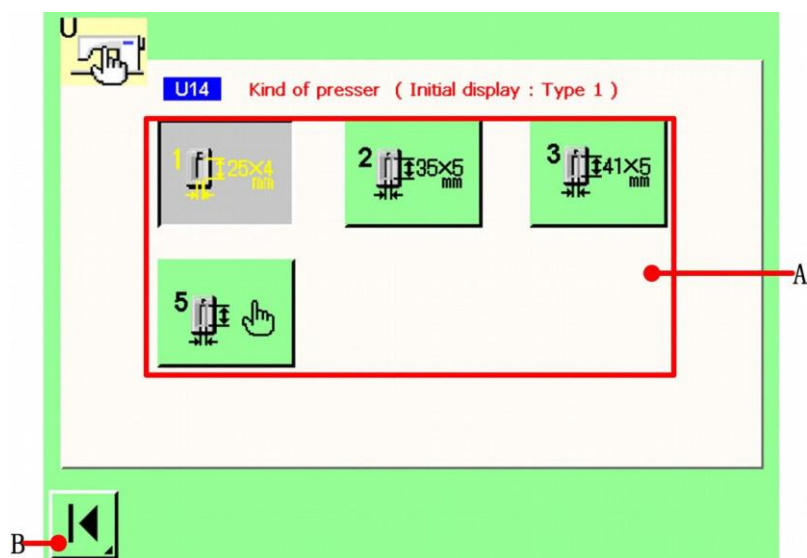 U
U14 Kind of presser ( Initial display : Type 1 )
1 25×4 mm
2 35×5 mm
3 41×5 mm
A
5
B